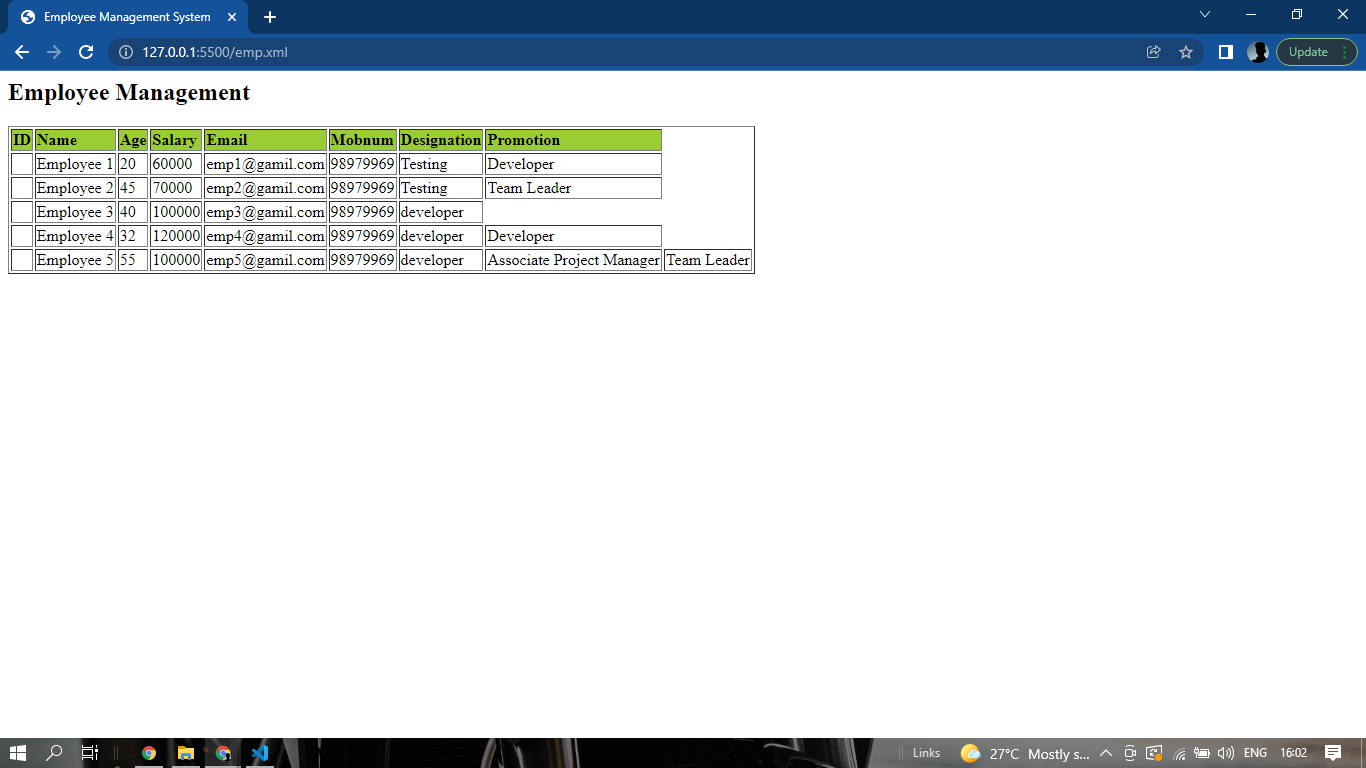 Employee Management System
127.0.0.1:5500/emp.xml
Update
Employee Management
ID Name Age Salary Email Mobnum Designation Promotion
Employee 1 20 60000 emp1@gamil.com 98979969 Testing Developer
Employee 2 45 70000 emp2@gamil.com 98979969 Testing Team Leader
Employee 3 40 100000 emp3@gamil.com 98979969 developer
Employee 4 32 120000 emp4@gamil.com 98979969 developer Developer
Employee 5 55 100000 emp5@gamil.com 98979969 developer Associate Project Manager Team Leader
Links 27°C Mostly s... ENG 16:02